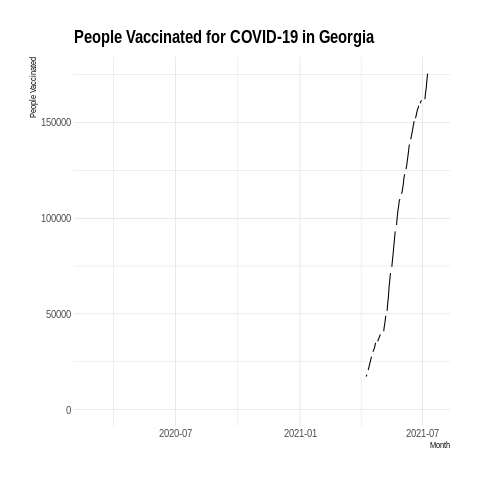 People Vaccinated for COVID-19 in Georgia
People Vaccinated
150000
100000
50000
0
2020-07 2021-01 2021-07
Month